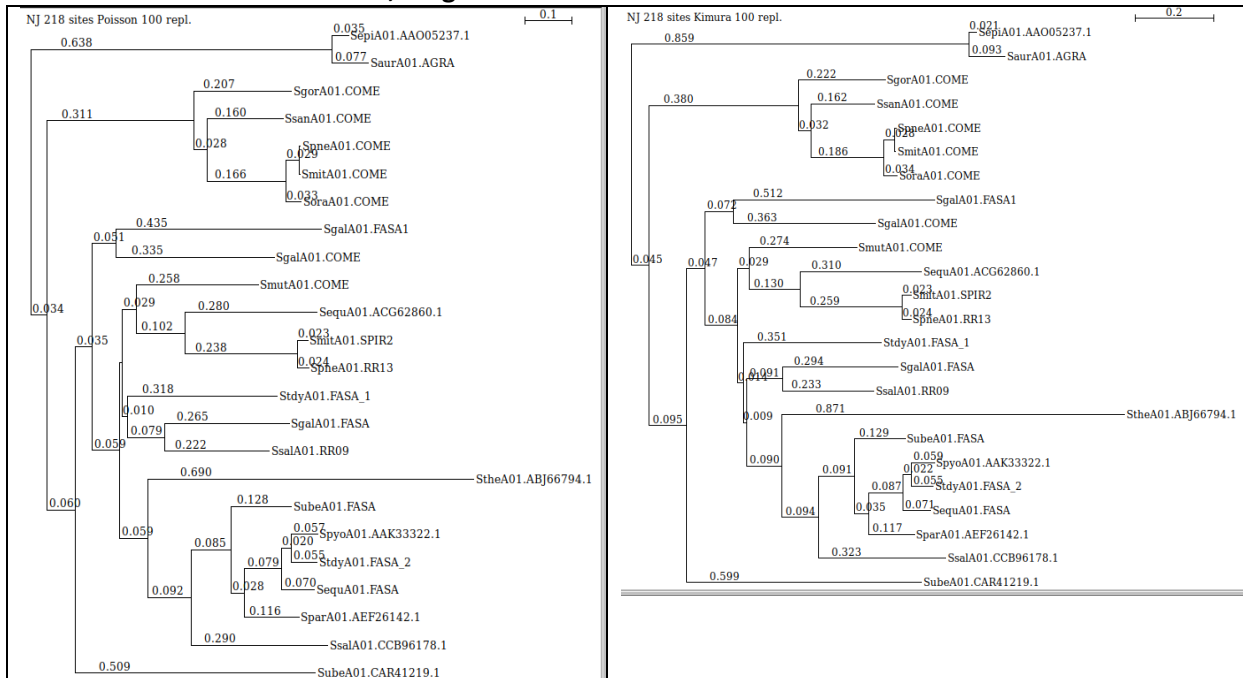 NJ 218 sites Poisson 100 repl.
0.1
0.638
0.035
SepiA01.AAO05237.1
0.077
SaurA01.AGRA
0.207
SgorA01.COME
0.311
0.160
SsanA01.COME
0.028
SpneA01.COME
0.029
0.166
SmitA01.COME
0.033
SoraA01.COME
0.435
SgalA01.FASA1
0.051
0.335
SgalA01.COME
0.258
SmutA01.COME
0.034
0.029
0.280
SequA01.ACG62860.1
0.102
0.035
0.023
SmitA01.SPIR2
0.238
0.024
SpneA01.RR13
0.318
StdyA01.FASA_1
0.010
0.265
SgalA01.FASA
0.079
0.059
0.222
SsalA01.RR09
0.690
StheA01.ABJ66794.1
0.060
0.128
SubeA01.FASA
0.059
0.057
SpyoA01.AAK33322.1
0.020
0.085
0.055
StdyA01.FASA_2
0.079
0.070
SequA01.FASA
0.092
0.028
0.116
SparA01.AEF26142.1
0.290
SsalA01.CCB96178.1
0.509
SubeA01.CAR41219.1
NJ 218 sites Kimura 100 repl.
0.2
0.859
0.021
SepiA01.AAO05237.1
0.093
SaurA01.AGRA
0.222
SgorA01.COME
0.380
0.162
SsanA01.COME
0.032
SpneA01.COME
0.028
0.186
SmitA01.COME
0.034
SoraA01.COME
0.512
SgalA01.FASA1
0.072
0.363
SgalA01.COME
0.274
SmutA01.COME
0.045
0.047
0.029
0.310
SequA01.ACG62860.1
0.130
0.023
SmitA01.SPIR2
0.259
0.024
SpneA01.RR13
0.084
0.351
StdyA01.FASA_1
0.294
SgalA01.FASA
0.014
0.091
0.233
SsalA01.RR09
0.871
StheA01.ABJ66794.1
0.009
0.095
0.129
SubeA01.FASA
0.090
0.059
SpyoA01.AAK33322.1
0.022
0.091
0.055
StdyA01.FASA_2
0.087
0.071
SequA01.FASA
0.035
0.094
0.117
SparA01.AEF26142.1
0.323
SsalA01.CCB96178.1
0.599
SubeA01.CAR41219.1